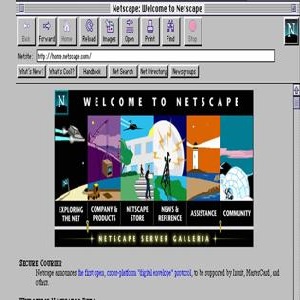 Netscape: Welcome to Netscape
Back Forward Home Reload Images Open Print Find Stop
Netsite: http://home.netscape.com/
What's New! What's Cool! Handbook Net Search Net Directory Newsgroups
N
WELCOME TO NETSCAPE
EXPLORING THE NET
COMPANY & PRODUCTS
NETSCAPE STORE
NEWS & REFERENCE
ASSISTANCE
COMMUNITY
NETSCAPE SERVER GALLERIA
SECURE COURIER
Netscape announces the first open, cross-platform "digital envelope" protocol, to be supported by Intuit, MasterCard, and
others.